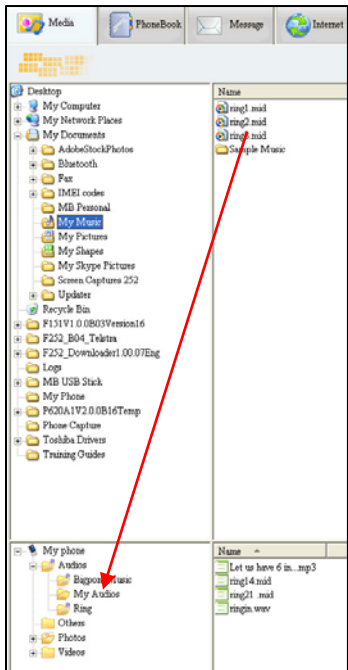 Media PhoneBook Message Internet
Desktop
My Computer
My Network Places
My Documents
AdobeStockPhotos
Bluetooth
Fax
IMEI codes
MB Personal
My Music
My Pictures
My Shapes
My Skype Pictures
Screen Captures 252
Updater
Recycle Bin
F151V1.0.0B03Version16
F252_B04_Telstra
F252_Downloader1.00.07Eng
Logs
MB USB Stick
My Phone
F620A1V2.0.0B16Temp
Phone Capture
Toshiba Drivers
Training Guides
Name
ring1.mid
ring2.mid
ring3.mid
Sample Music
My phone
Audios
Music
My Audios
Ring
Others
Photos
Videos
Name
Let us have 6 in...mp3
ring14.mid
ring21 .mid
ringin.wav